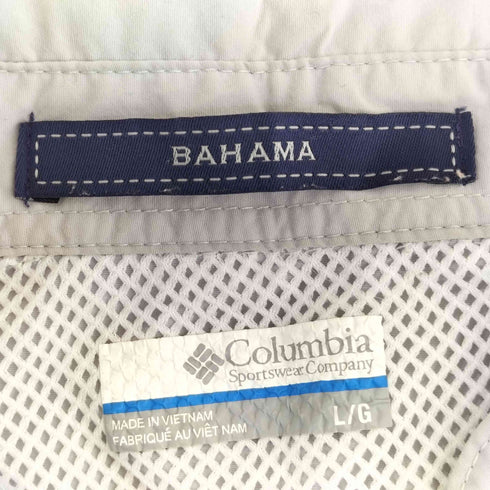 BAHAMA
Columbia
Sportswear Company
MADE IN VIETNAM
FABRIQUÉ AU VIÊT NAM
L/G